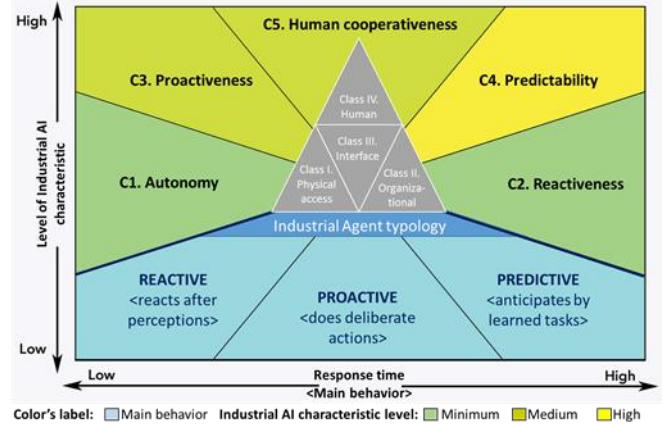 High
Level of Industrial AI
characteristic
Low
C5. Human cooperativeness
C3. Proactiveness
C4. Predictability
C1. Autonomy
C2. Reactiveness
Class IV.
Human
Class III.
Interface
Class I.
Physical
access
Class II.
Organiza-
tional
Industrial Agent typology
REACTIVE
<reacts after
perceptions>
PROACTIVE
<does deliberate
actions>
PREDICTIVE
<anticipates by
learned tasks>
Low
Response time
High
<Main behavior>
Color's label: Main behavior Industrial AI characteristic level: Minimum Medium High